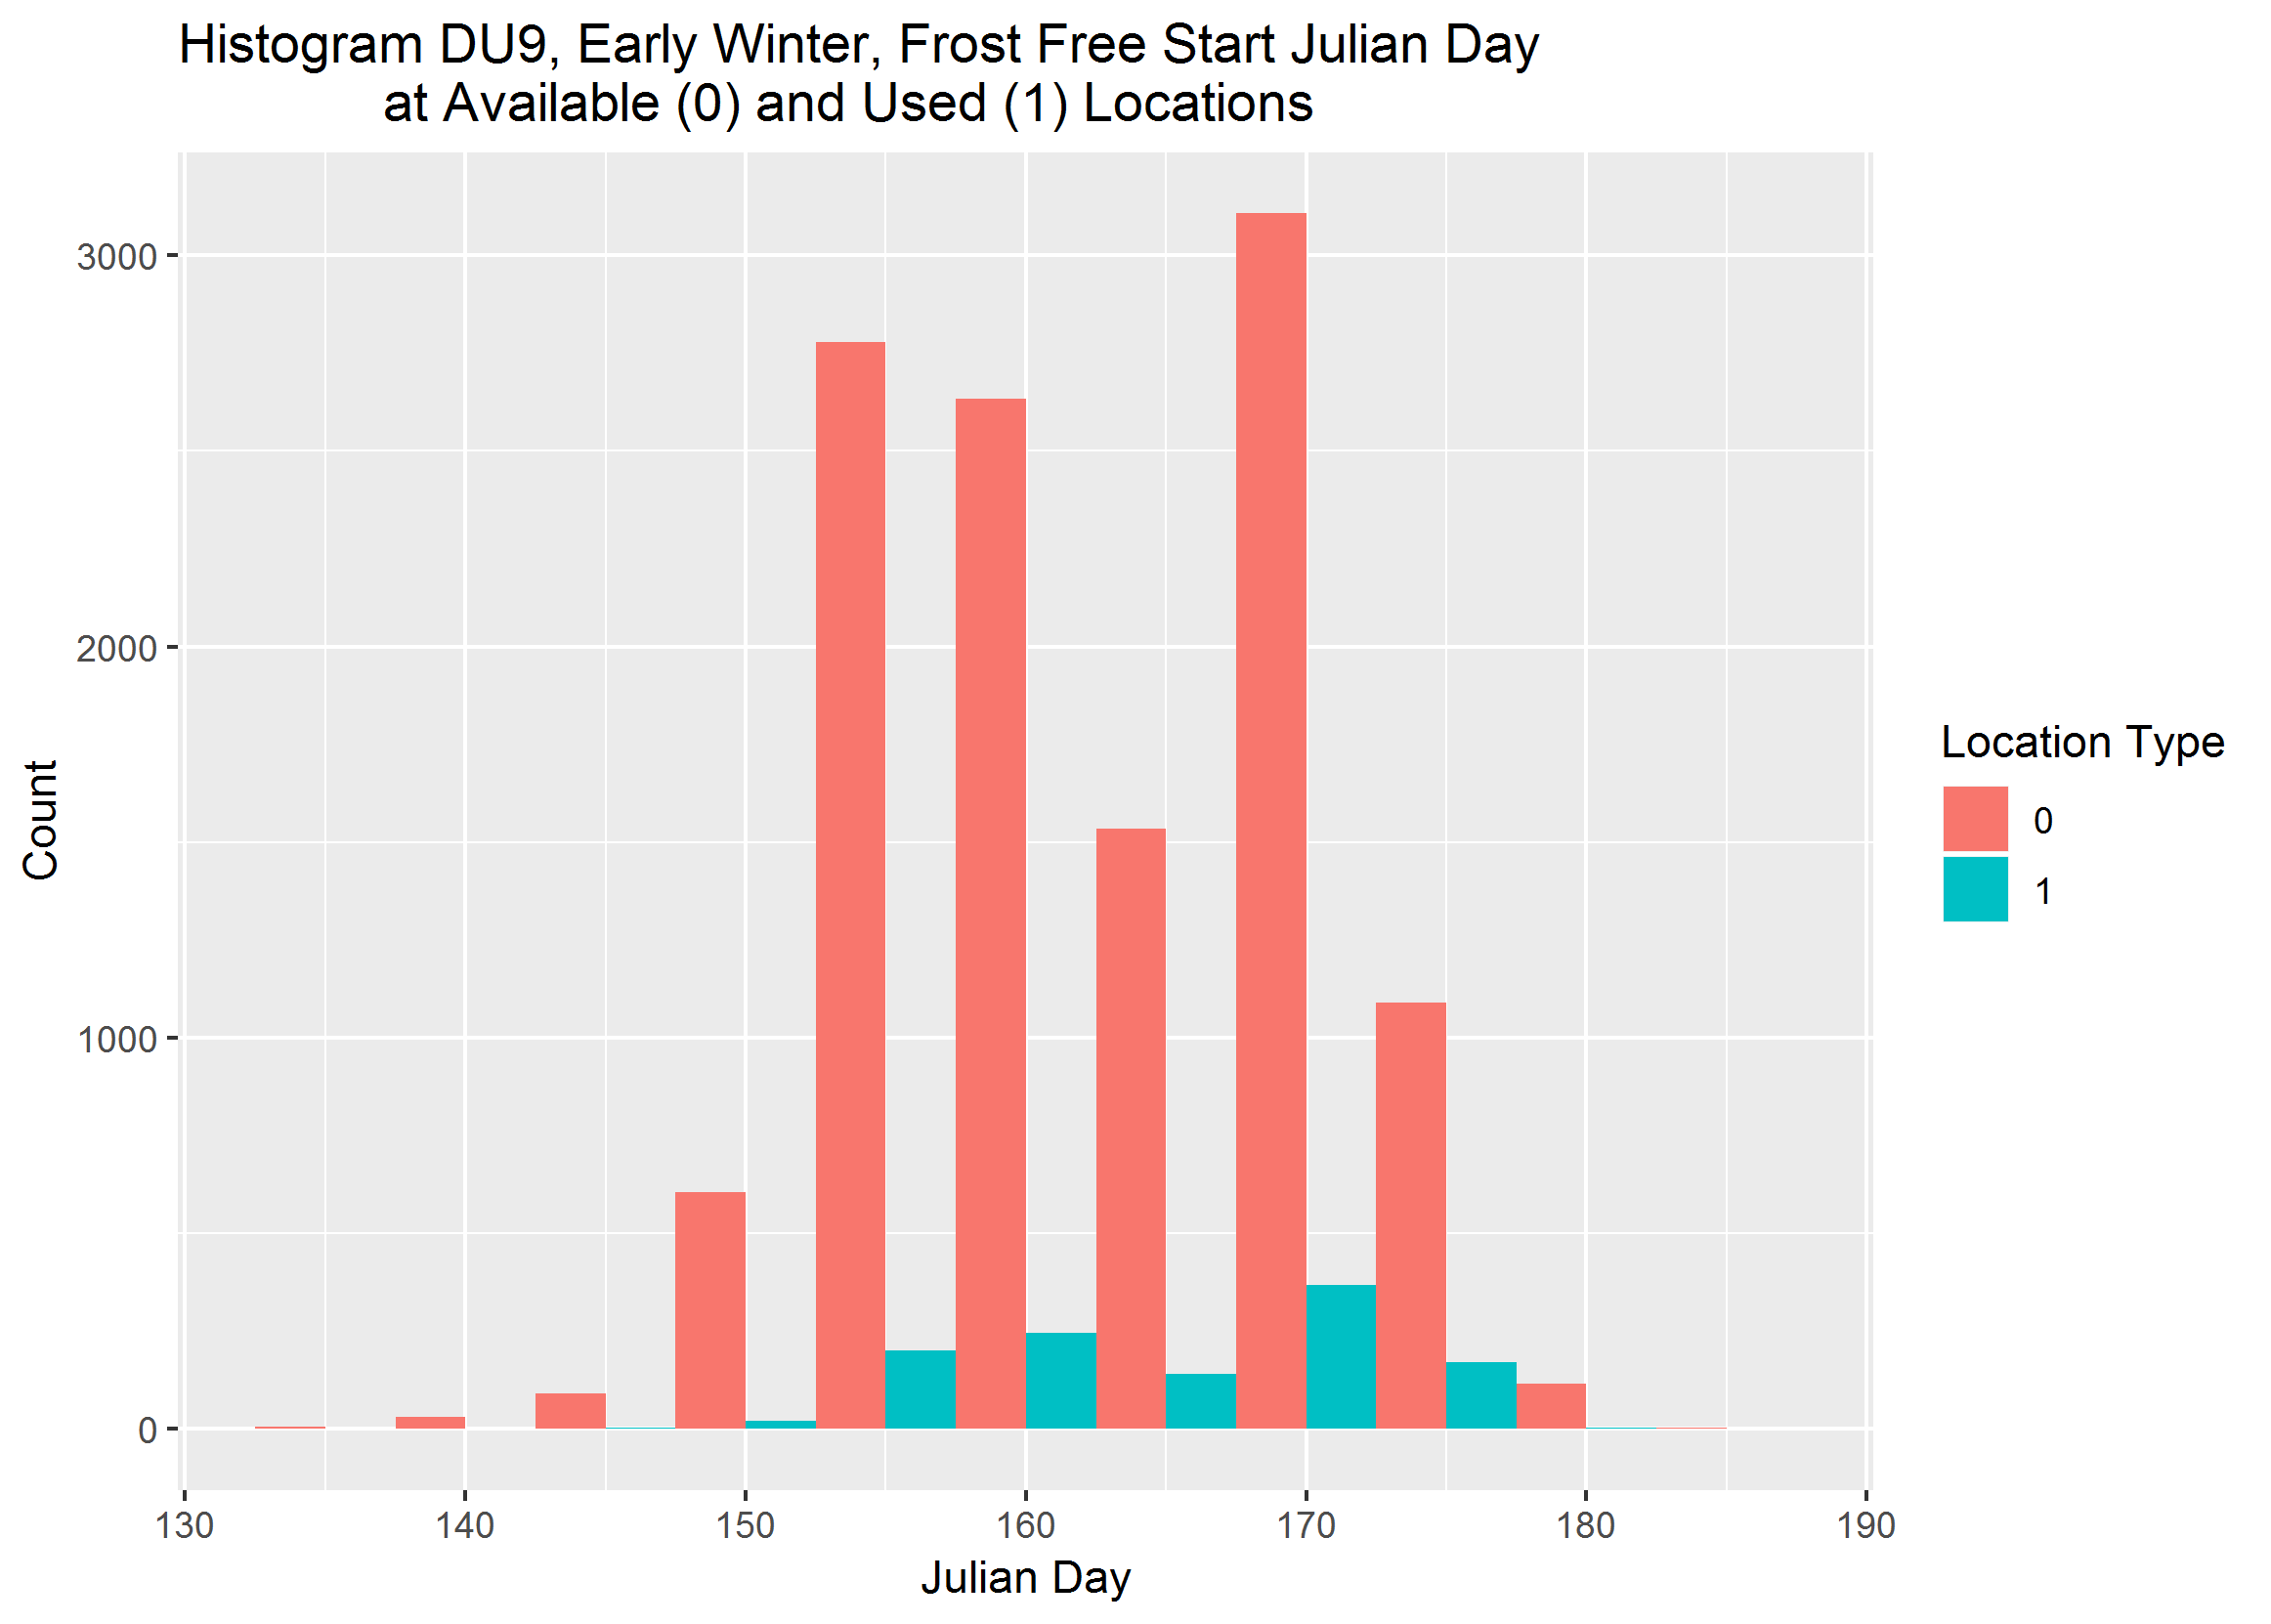 Histogram DU9, Early Winter, Frost Free Start Julian Day
at Available (0) and Used (1) Locations
3000
2000
1000
0
Count
130 140 150 160 170 180 190
Julian Day
Location Type
0
1